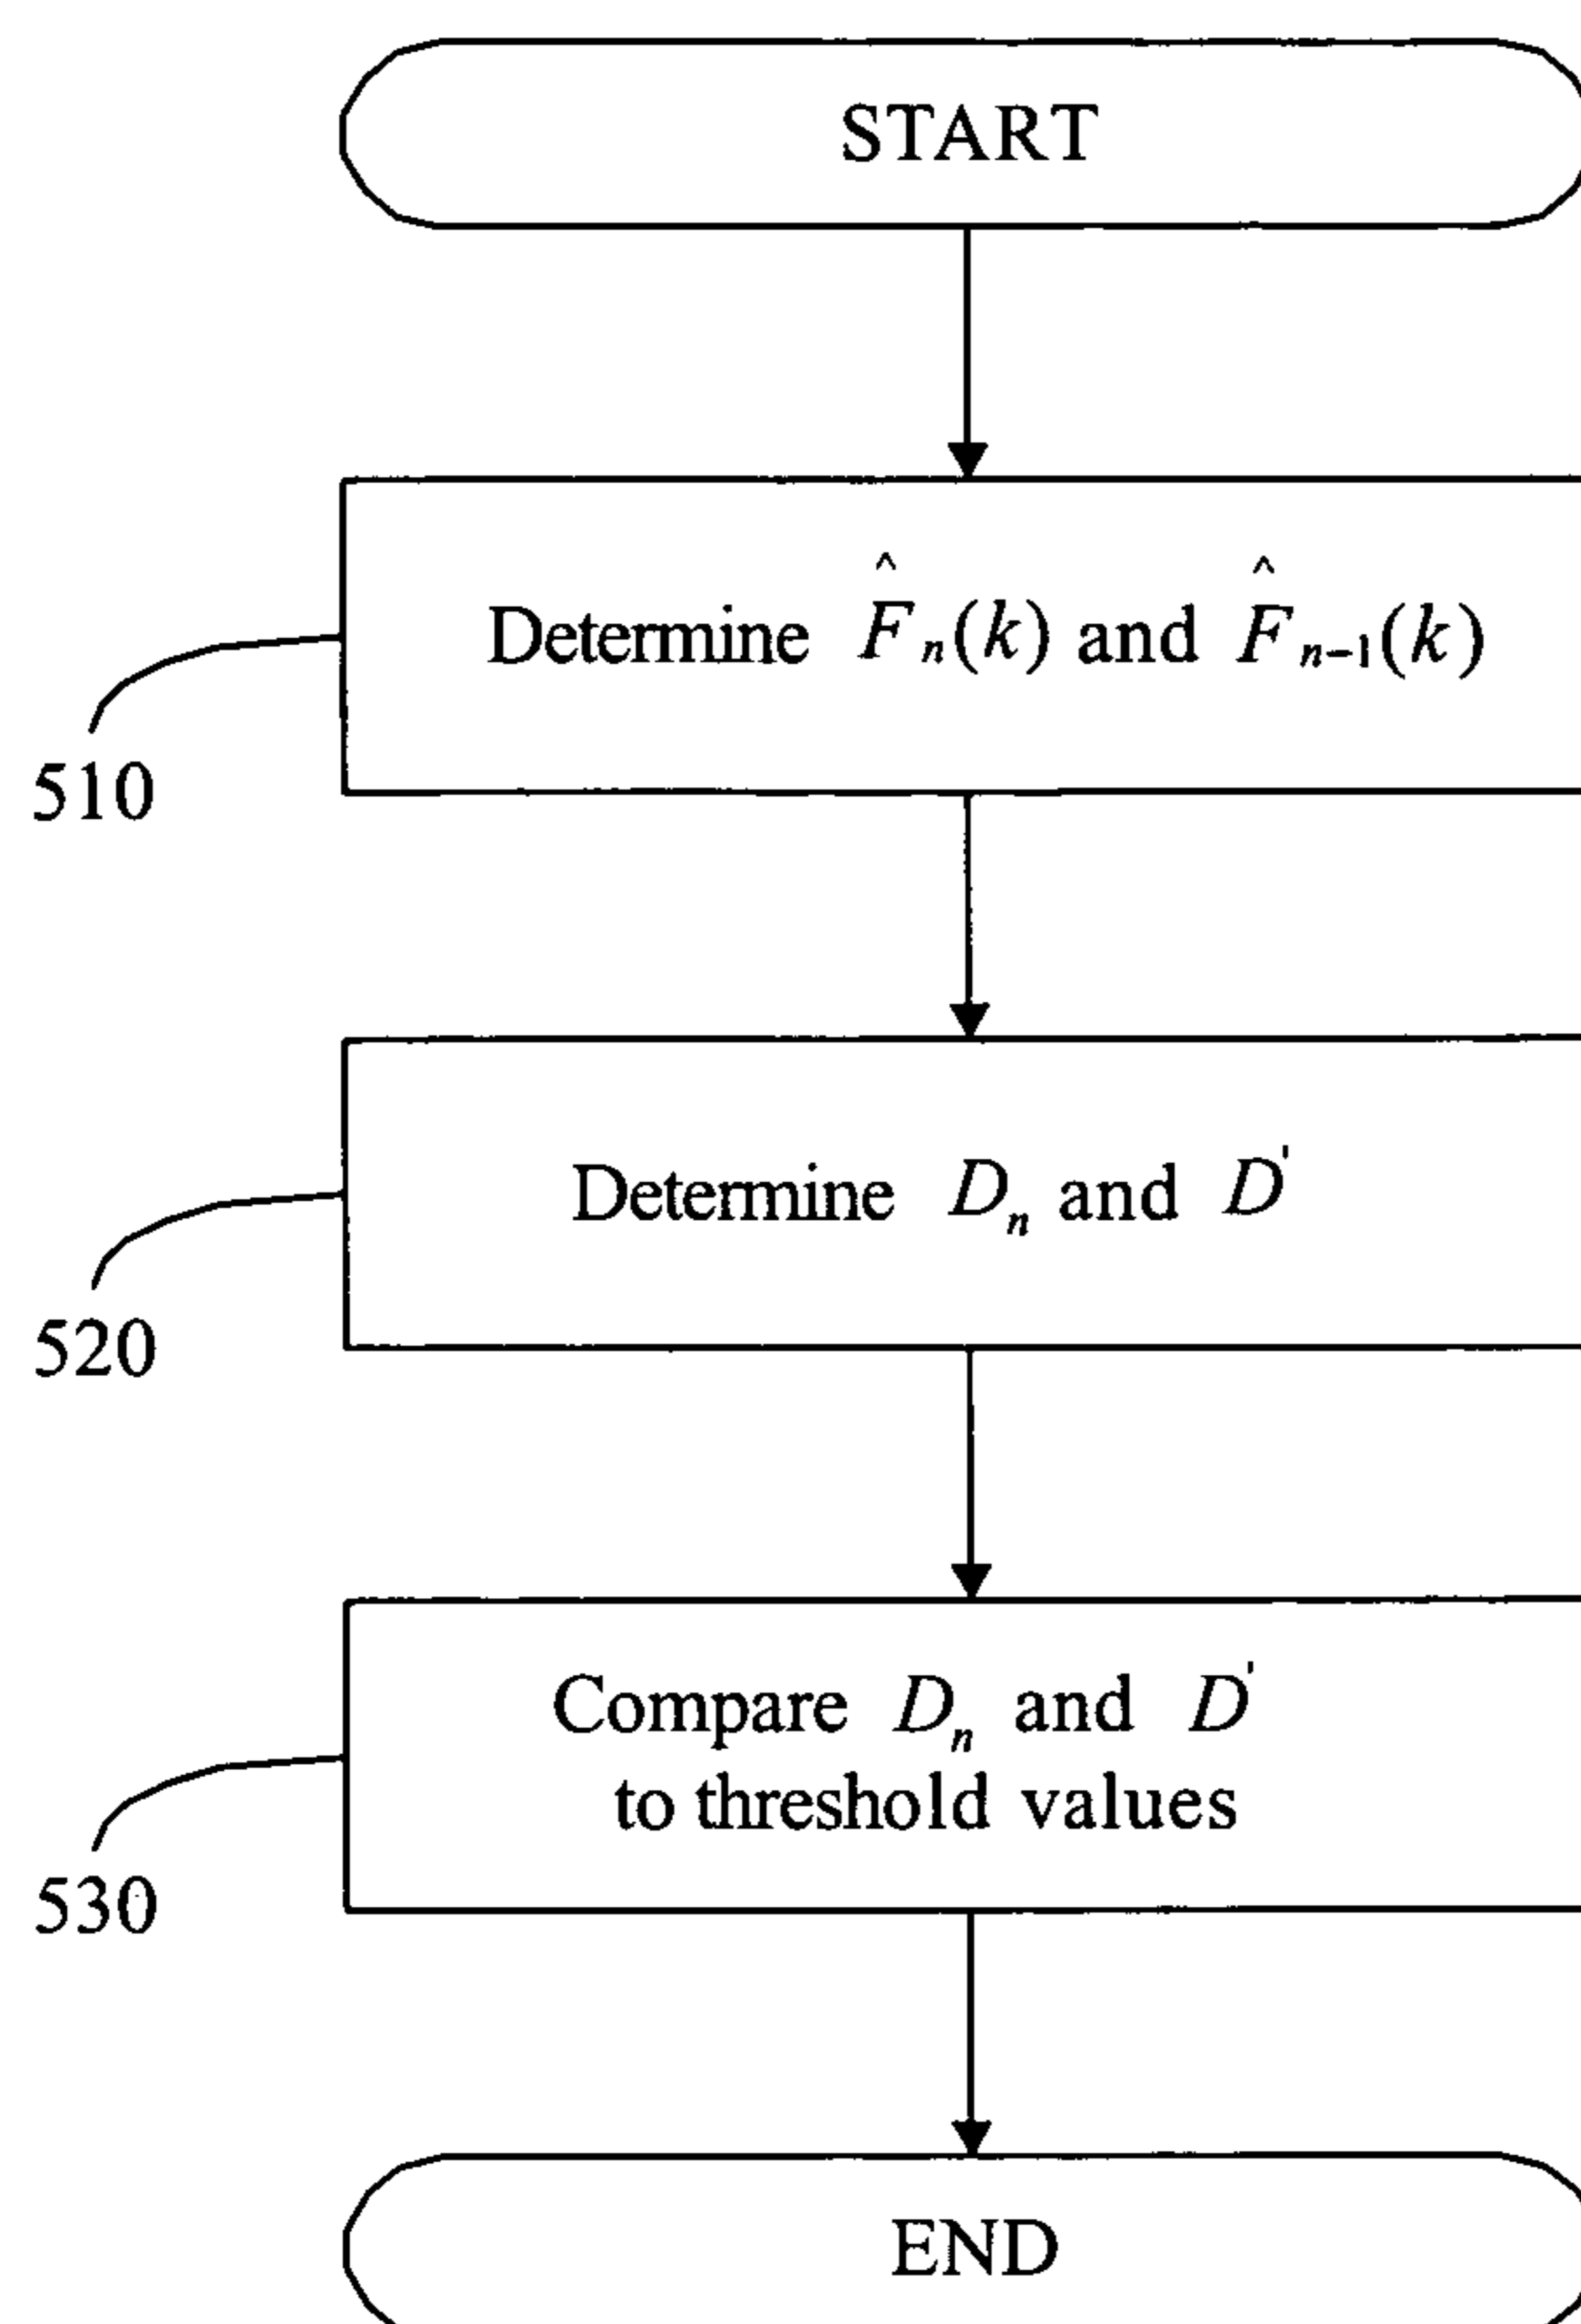 START
Determine F̂ₙ(k) and F̂ₙ₋₁(k)
510
Determine Dₙ and D'
520
Compare Dₙ and D'
to threshold values
530
END